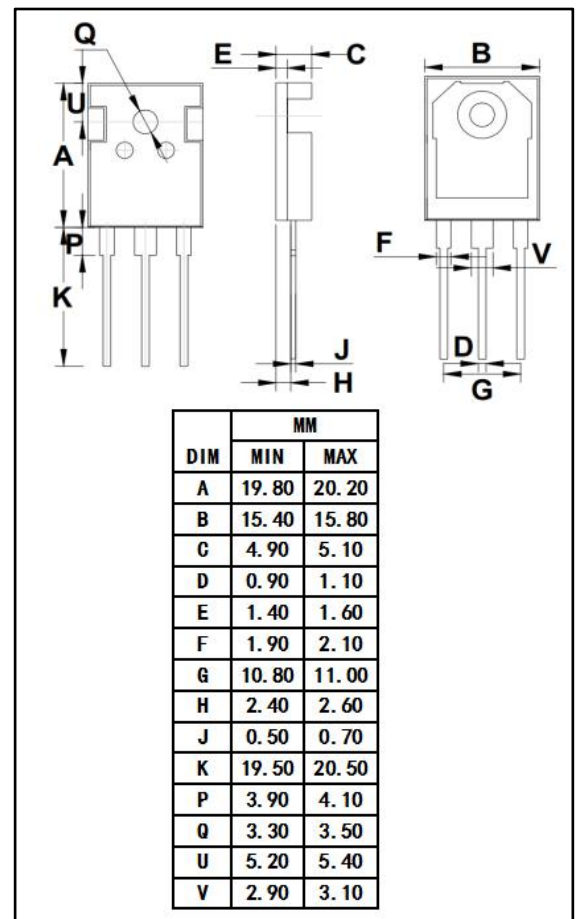 Q
E C B
U
A
P F V
K
J D
H G
MM
DIM MIN MAX
A 19.80 20.20
B 15.40 15.80
C 4.90 5.10
D 0.90 1.10
E 1.40 1.60
F 1.90 2.10
G 10.80 11.00
H 2.40 2.60
J 0.50 0.70
K 19.50 20.50
P 3.90 4.10
Q 3.30 3.50
U 5.20 5.40
V 2.90 3.10